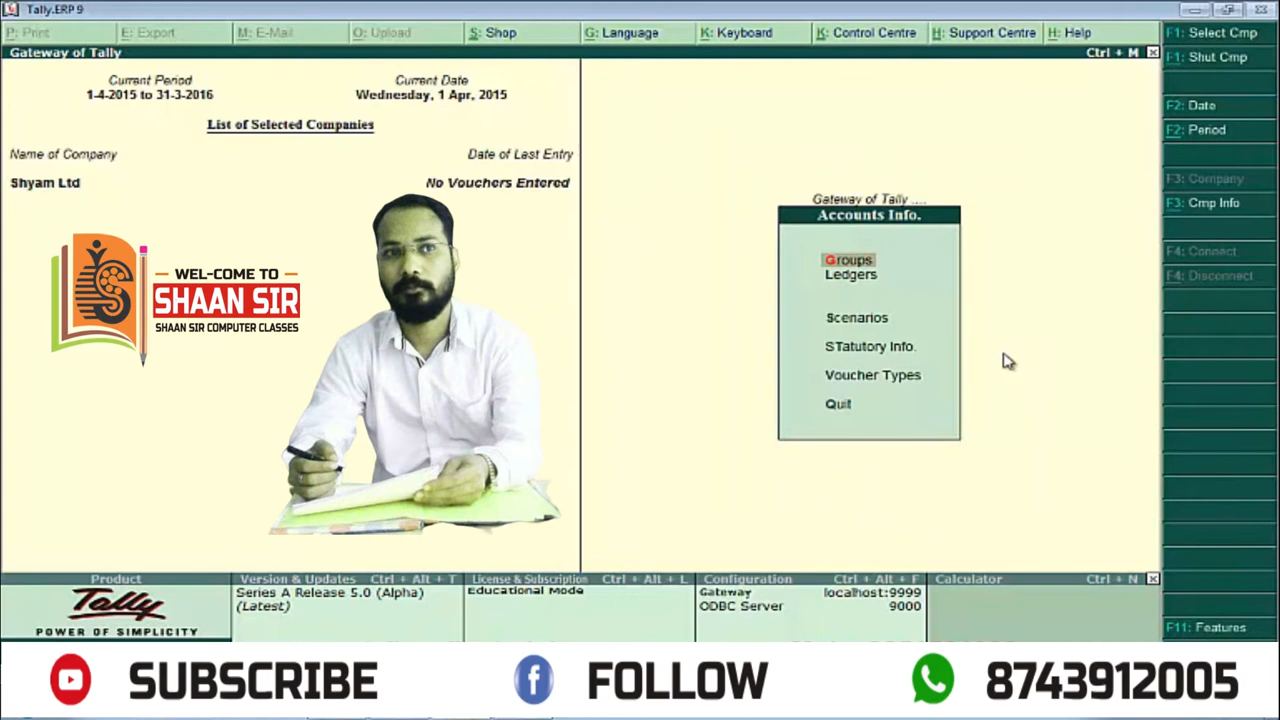 Tally.ERP 9
P: Print E: Export M: E-Mail O: Upload S: Shop G: Language K: Keyboard K: Control Centre H: Support Centre H: Help
Gateway of Tally Ctrl + M
Current Period Current Date
1-4-2015 to 31-3-2016 Wednesday, 1 Apr, 2015
List of Selected Companies
Name of Company Date of Last Entry
Shyam Ltd No Vouchers Entered
WEL-COME TO
SHAAN SIR
SHAAN SIR COMPUTER CLASSES
Gateway of Tally ....
Accounts Info.
Groups
Ledgers
Scenarios
STatutory Info.
Voucher Types
Quit
F1: Select Cmp
F1: Shut Cmp
F2: Date
F2: Period
F3: Company
F3: Cmp Info
F4: Connect
F4: Disconnect
F11: Features
Product
Tally
POWER OF SIMPLICITY
Version & Updates Ctrl + Alt + T
Series A Release 5.0 (Alpha)
(Latest)
License & Subscription Ctrl + Alt + L
Educational Mode
Configuration Ctrl + Alt + F
Gateway localhost:9999
ODBC Server 9000
Calculator Ctrl + N
SUBSCRIBE FOLLOW 8743912005